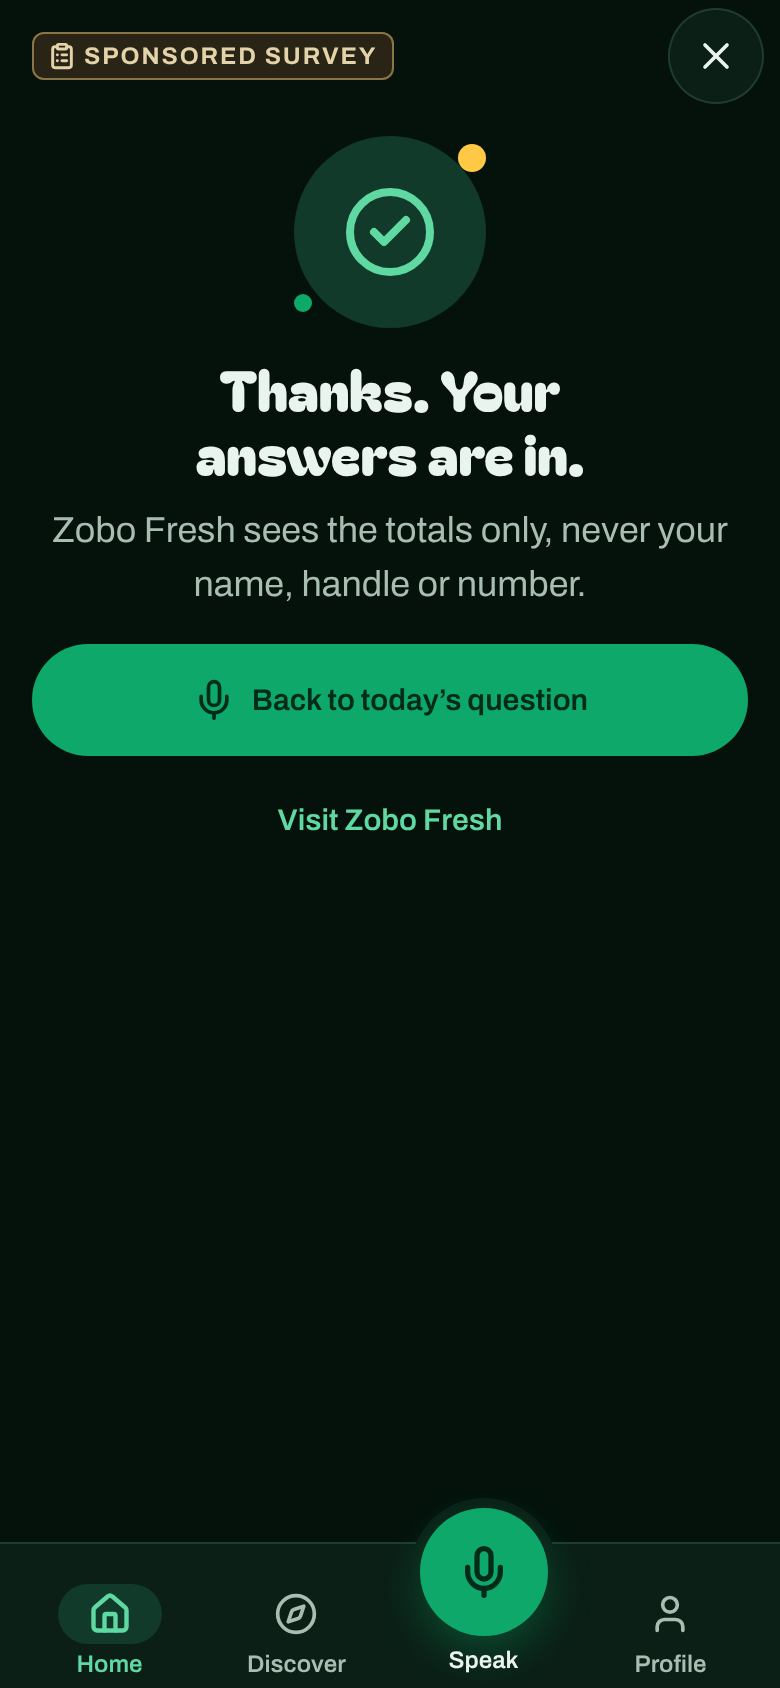 SPONSORED SURVEY
Thanks. Your
answers are in.
Zobo Fresh sees the totals only, never your
name, handle or number.
Back to today’s question
Visit Zobo Fresh
Home
Discover
Speak
Profile